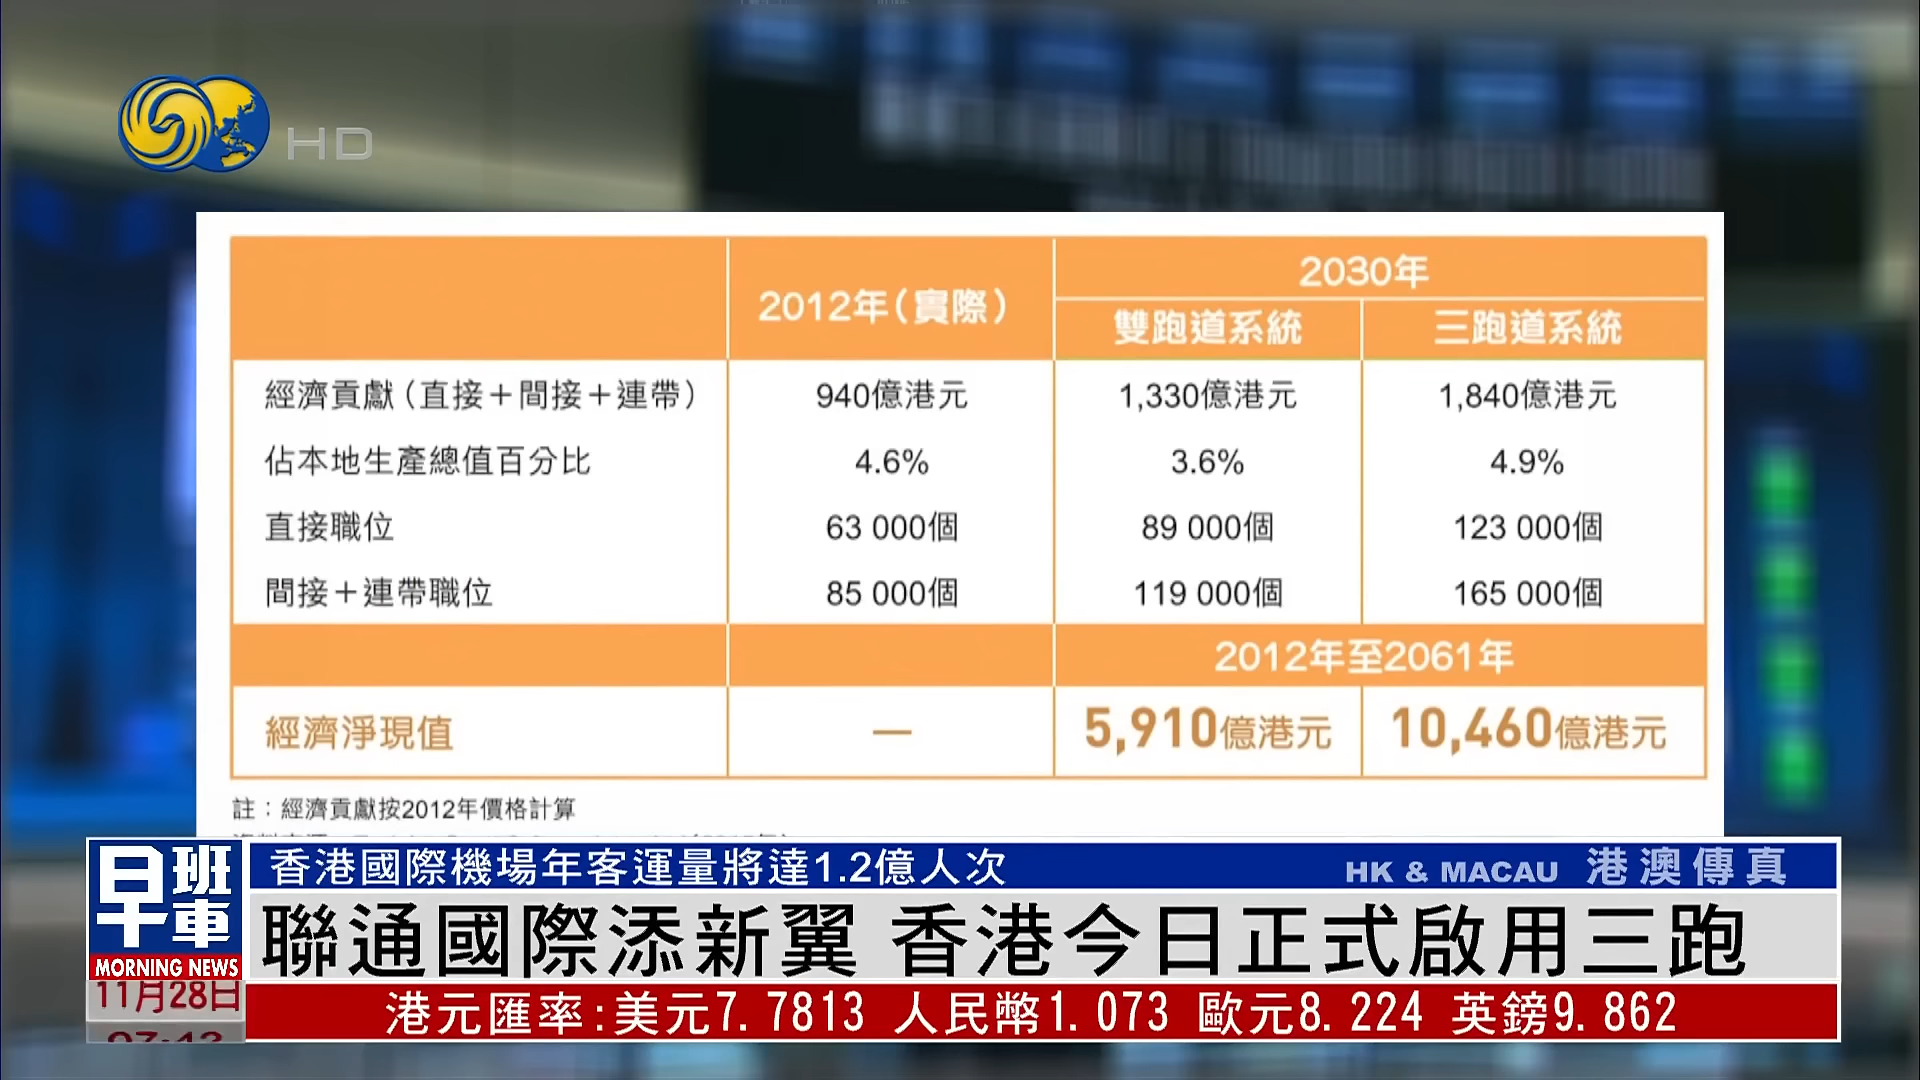 HD
2030年
2012年(實際)
雙跑道系統 三跑道系統
經濟貢獻(直接+間接+連帶) 940億港元 1,330億港元 1,840億港元
佔本地生產總值百分比 4.6% 3.6% 4.9%
直接職位 63 000個 89 000個 123 000個
間接+連帶職位 85 000個 119 000個 165 000個
2012年至2061年
經濟淨現值 — 5,910億港元 10,460億港元
註:經濟貢獻按2012年價格計算
早班車
MORNING NEWS
11月28日
香港國際機場年客運量將達1.2億人次 HK & MACAU 港澳傳真
聯通國際添新翼 香港今日正式啟用三跑
港元匯率:美元7.7813 人民幣1.073 歐元8.224 英鎊9.862